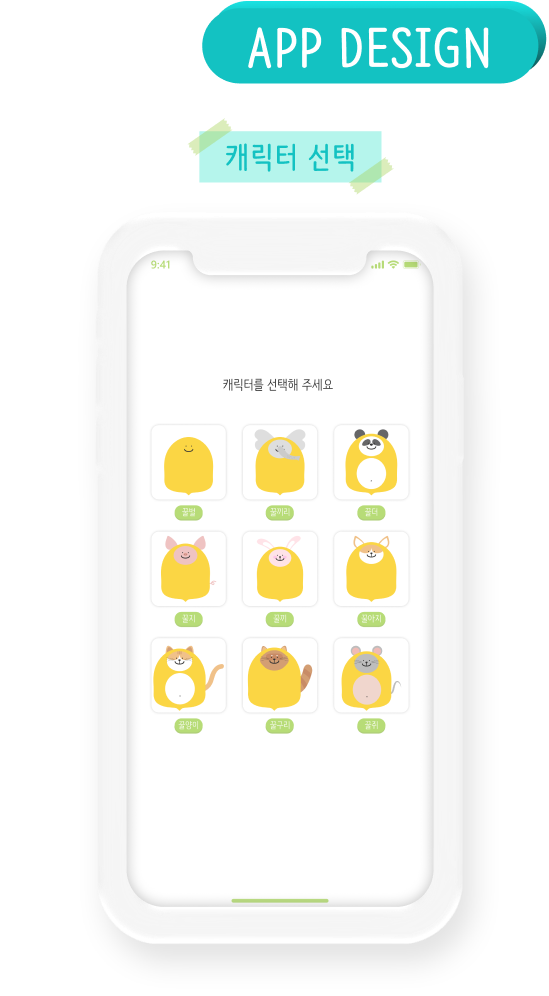 APP DESIGN
캐릭터 선택
9:41
캐릭터를 선택해 주세요
꿀벌 꿀끼리 꿀더
꿀지 꿀끼 꿀아지
꿀양이 꿀구리 꿀쥐